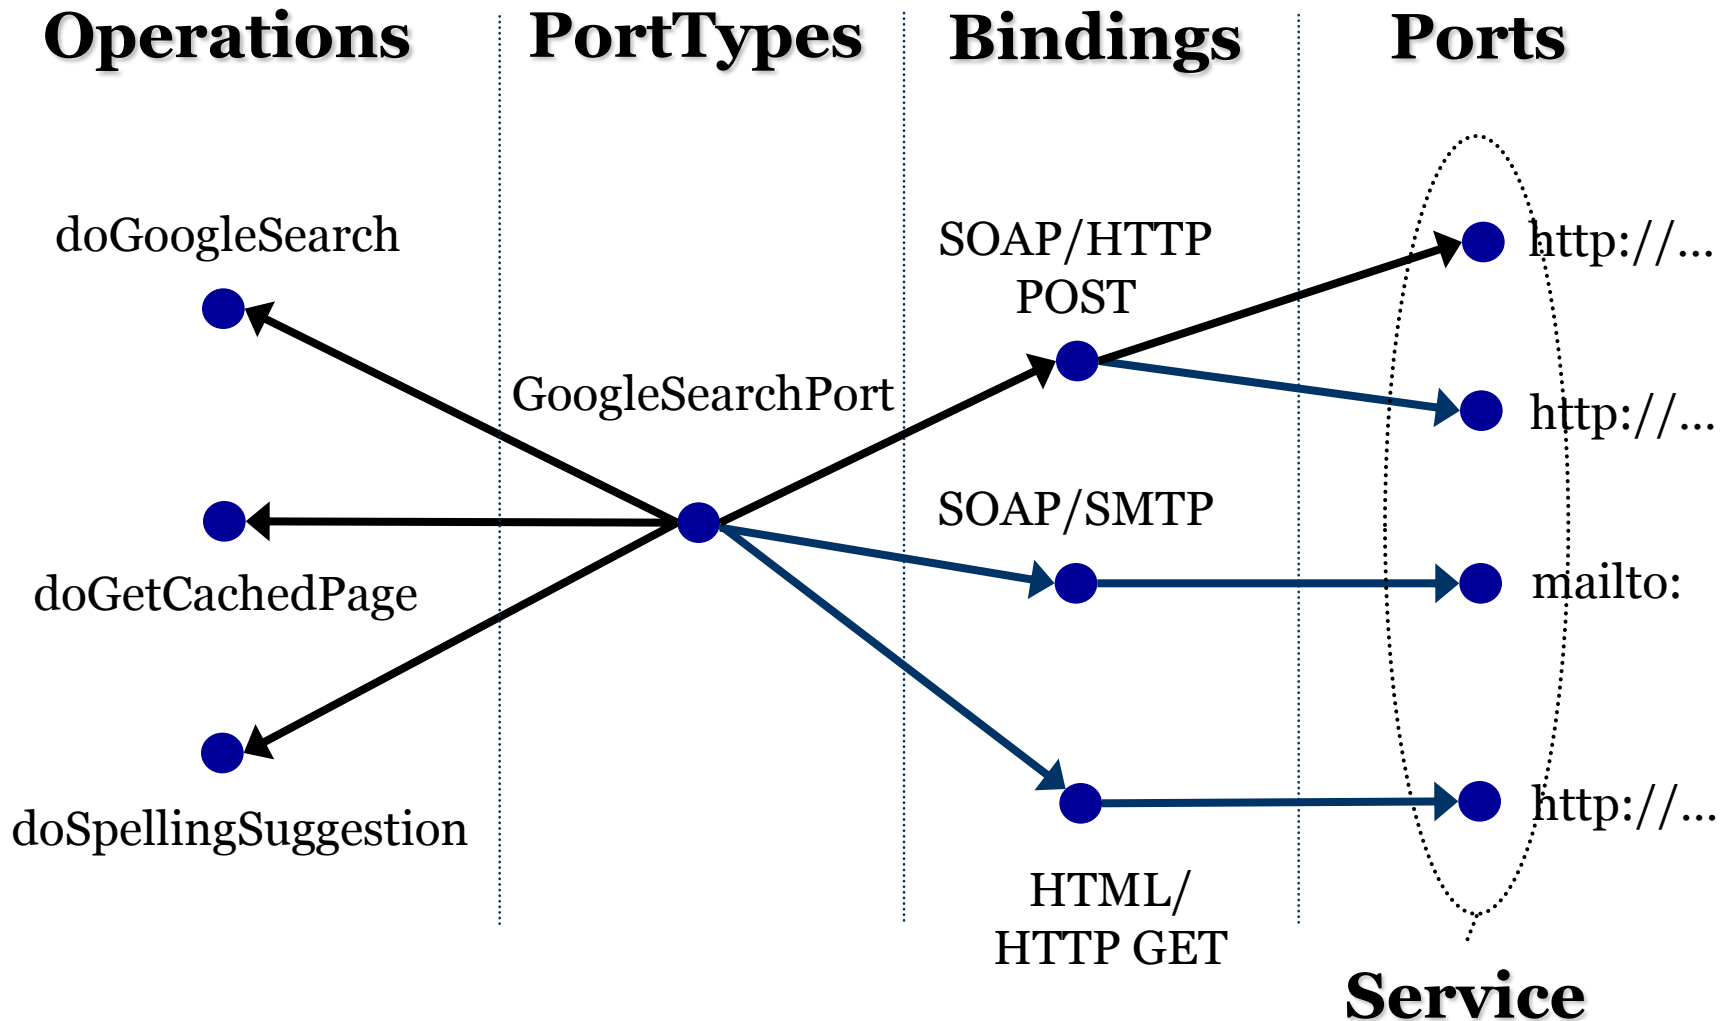 Operations
PortTypes
Bindings
Ports
doGoogleSearch
SOAP/HTTP
POST
http://...
GoogleSearchPort
http://...
SOAP/SMTP
doGetCachedPage
mailto:
doSpellingSuggestion
http://...
HTML/
HTTP GET
Service